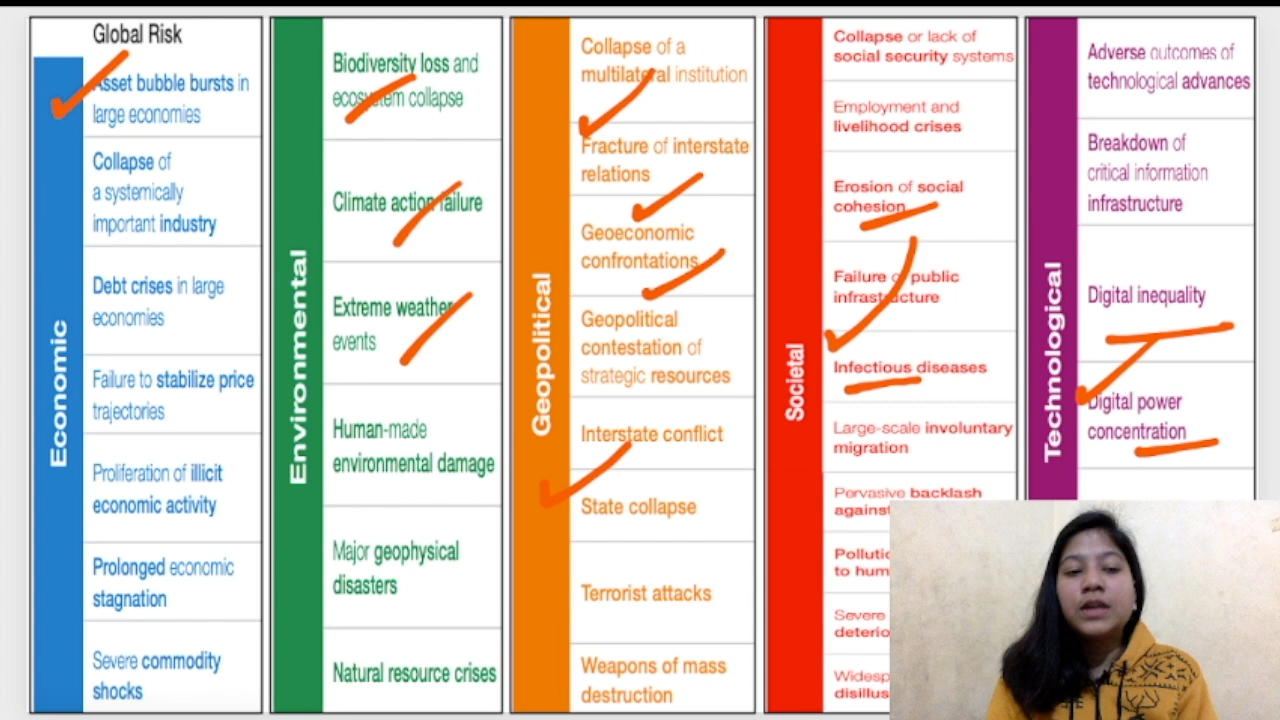 Global Risk
Economic
Asset bubble bursts in
large economies
Collapse of
a systemically
important industry
Debt crises in large
economies
Failure to stabilize price
trajectories
Proliferation of illicit
economic activity
Prolonged economic
stagnation
Severe commodity
shocks
Environmental
Biodiversity loss and
ecosystem collapse
Climate action failure
Extreme weather
events
Human-made
environmental damage
Major geophysical
disasters
Natural resource crises
Geopolitical
Collapse of a
multilateral institution
Fracture of interstate
relations
Geoeconomic
confrontations
Geopolitical
contestation of
strategic resources
Interstate conflict
State collapse
Terrorist attacks
Weapons of mass
destruction
Societal
Collapse or lack of
social security systems
Employment and
livelihood crises
Erosion of social
cohesion
Failure of public
infrastructure
Infectious diseases
Large-scale involuntary
migration
Pervasive backlash
against
to
Severe
Technological
Adverse outcomes of
technological advances
Breakdown of
critical information
infrastructure
Digital inequality
Digital power
concentration